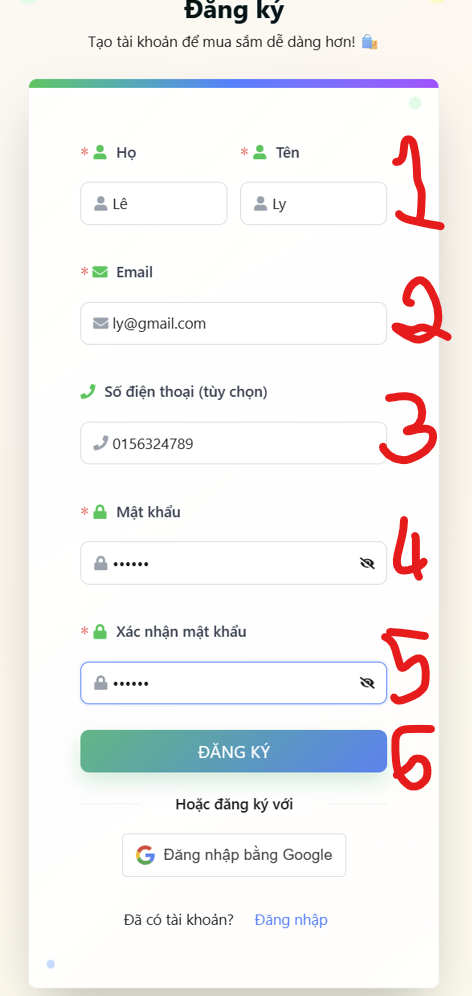 Đăng ký
Tạo tài khoản để mua sắm dễ dàng hơn! 🛍️
* Họ * Tên
Lê Ly 1
* Email
ly@gmail.com 2
Số điện thoại (tùy chọn)
0156324789 3
* Mật khẩu
•••••• 4
* Xác nhận mật khẩu
•••••• 5
ĐĂNG KÝ 6
Hoặc đăng ký với
Đăng nhập bằng Google
Đã có tài khoản? Đăng nhập